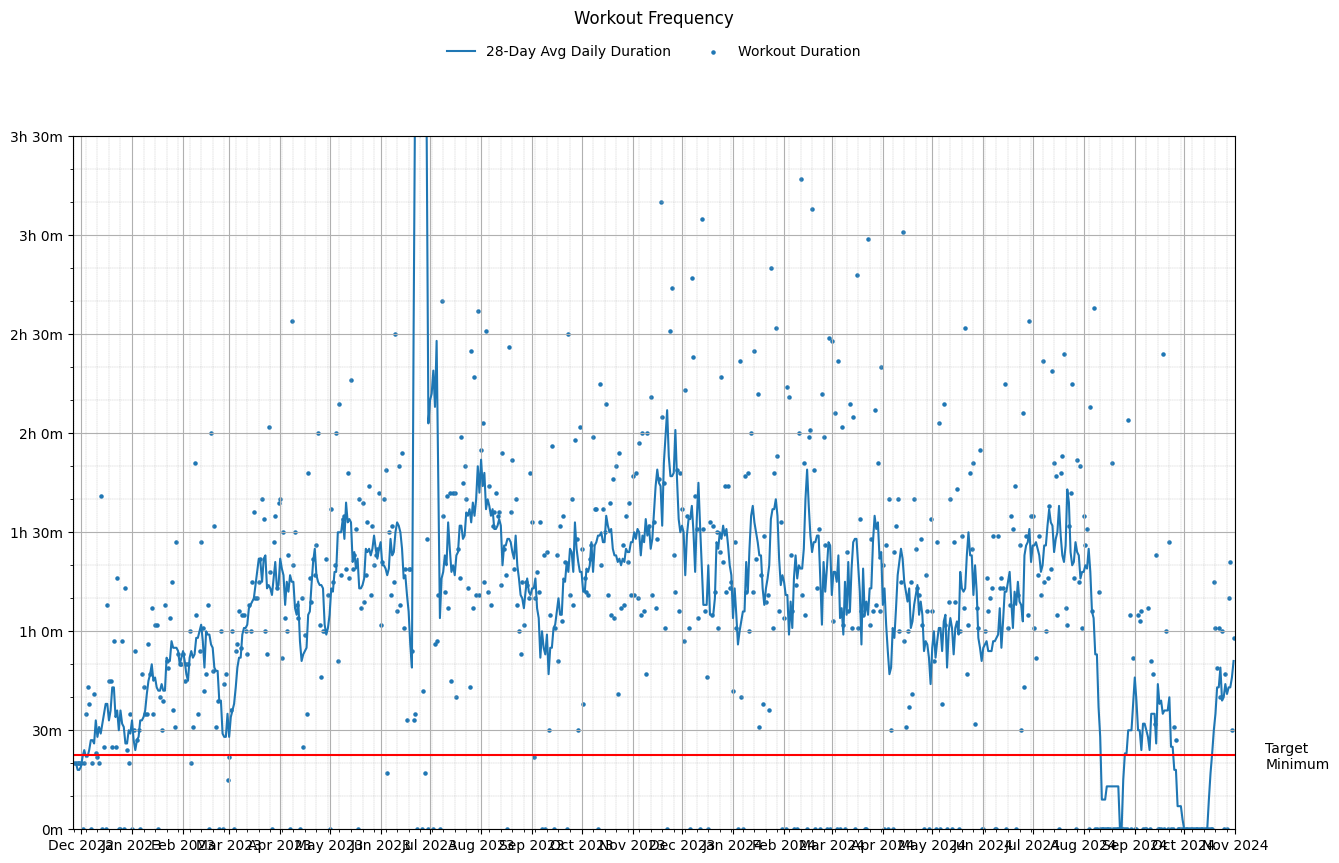 Workout Frequency
28-Day Avg Daily Duration
Workout Duration
3h 30m
3h 0m
2h 30m
2h 0m
1h 30m
1h 0m
30m
0m
Target
Minimum
Dec 2022 Jan 2023 Feb 2023 Mar 2023 Apr 2023 May 2023 Jun 2023 Jul 2023 Aug 2023 Sep 2023 Oct 2023 Nov 2023 Dec 2023 Jan 2024 Feb 2024 Mar 2024 Apr 2024 May 2024 Jun 2024 Jul 2024 Aug 2024 Sep 2024 Oct 2024 Nov 2024